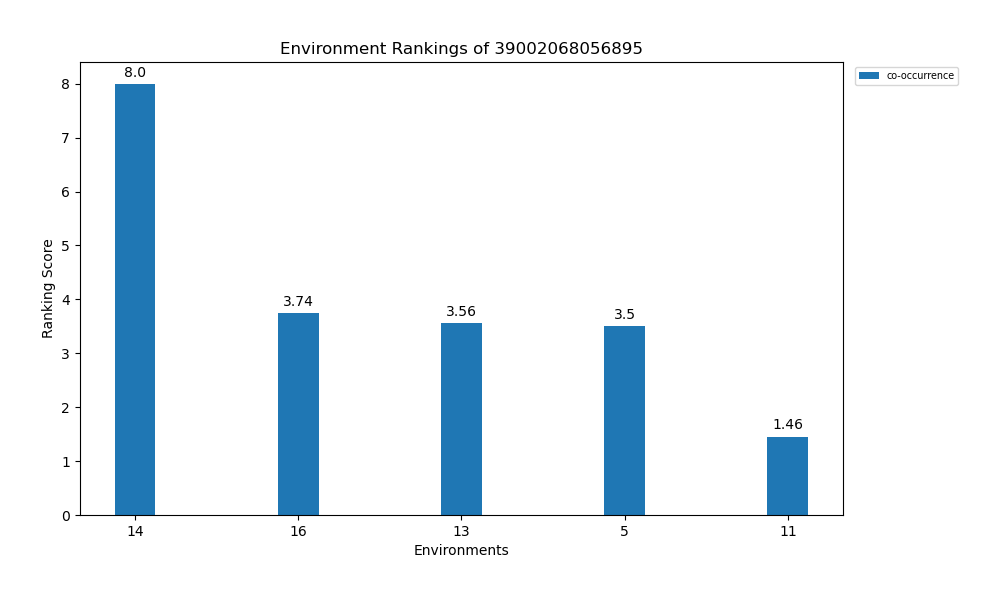 Environment Rankings of 39002068056895
co-occurrence
Ranking Score
8
7
6
5
4
3
2
1
0
8.0
3.74
3.56
3.5
1.46
14 16 13 5 11
Environments